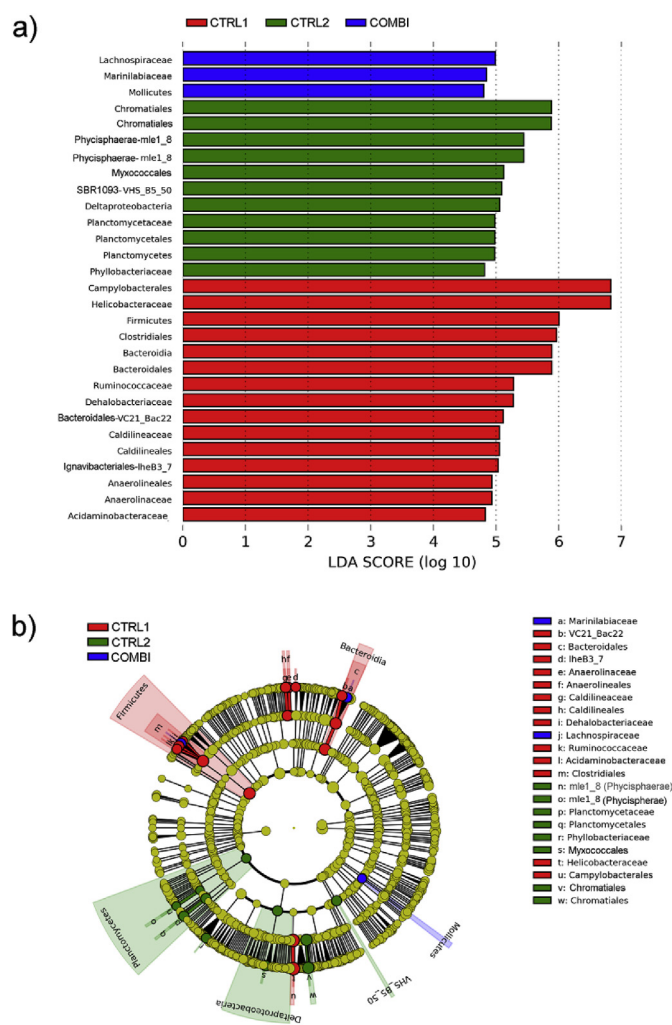 a)
CTRL1 CTRL2 COMBI
Lachnospiraceae
Marinilabiaceae
Mollicutes
Chromatiales
Chromatiales
Phycisphaerae-mle1_8
Phycisphaerae-mle1_8
Myxococcales
SBR1093-VHS_B5_50
Deltaproteobacteria
Planctomycetaceae
Planctomycetales
Planctomycetes
Phyllobacteriaceae
Campylobacterales
Helicobacteraceae
Firmicutes
Clostridiales
Bacteroidia
Bacteroidales
Ruminococcaceae
Dehalobacteriaceae
Bacteroidales-VC21_Bac22
Caldilineaceae
Caldilineales
Ignavibacteriales-IheB3_7
Anaerolineales
Anaerolinaceae
Acidaminobacteraceae
0 1 2 3 4 5 6 7
LDA SCORE (log 10)
b)
CTRL1
CTRL2
COMBI
Bacteroidia
Firmicutes
Planctomycetes
Deltaproteobacteria
VHS_B5_50
Mollicutes
a: Marinilabiaceae
b: VC21_Bac22
c: Bacteroidales
d: IheB3_7
e: Anaerolinaceae
f: Anaerolineales
g: Caldilineaceae
h: Caldilineales
i: Dehalobacteriaceae
j: Lachnospiraceae
k: Ruminococcaceae
l: Acidaminobacteraceae
m: Clostridiales
n: mle1_8 (Phycisphaerae)
o: mle1_8 (Phycispherae)
p: Planctomycetaceae
q: Planctomycetales
r: Phyllobacteriaceae
s: Myxococcales
t: Helicobacteraceae
u: Campylobacterales
v: Chromatiales
w: Chromatiales